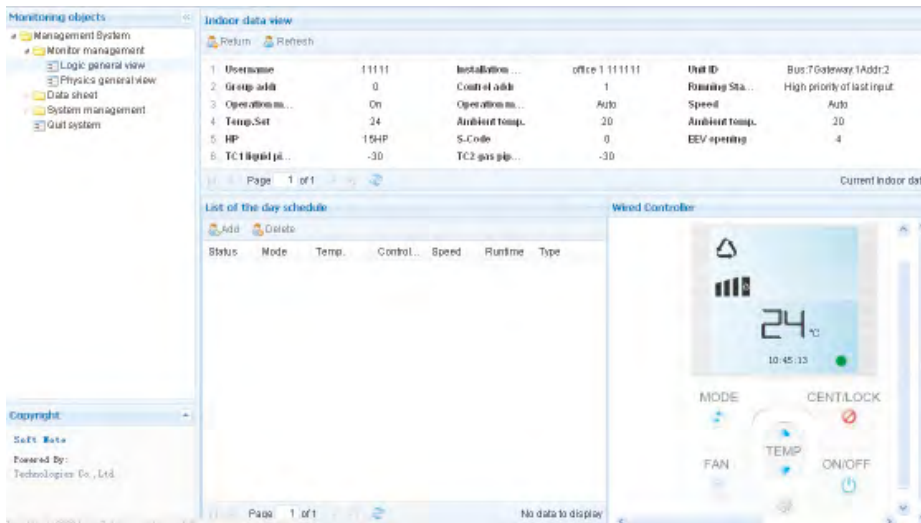 Monitoring objects
Management System
Monitor management
Logic general view
Physics general view
Data sheet
System management
Quit system
Copyright
Soft Mate
Powered By:
Technologies Co.,Ltd
Indoor data view
Return Refresh
1 Username 11111 Installation ... office 1 111111 Unit ID Bus:7Gateway:1Addr:2
2 Group addr 0 Control addr 1 Running Sta... High priority of last input
3 Operation m... On Operation m... Auto Speed Auto
4 Temp.Set 24 Ambient temp. 20 Ambient temp. 20
5 HP 15HP S-Code 0 EEV opening 4
6 TC1 liquid pi... -30 TC2 gas pip... -30
Page 1 of 1 Current Indoor dat
List of the day schedule
Add Delete
Status Mode Temp. Control... Speed Runtime Type
Page 1 of 1 No data to display
Wired Controller
24 °C
10:45:13
MODE CENT/LOCK
TEMP
FAN ON/OFF